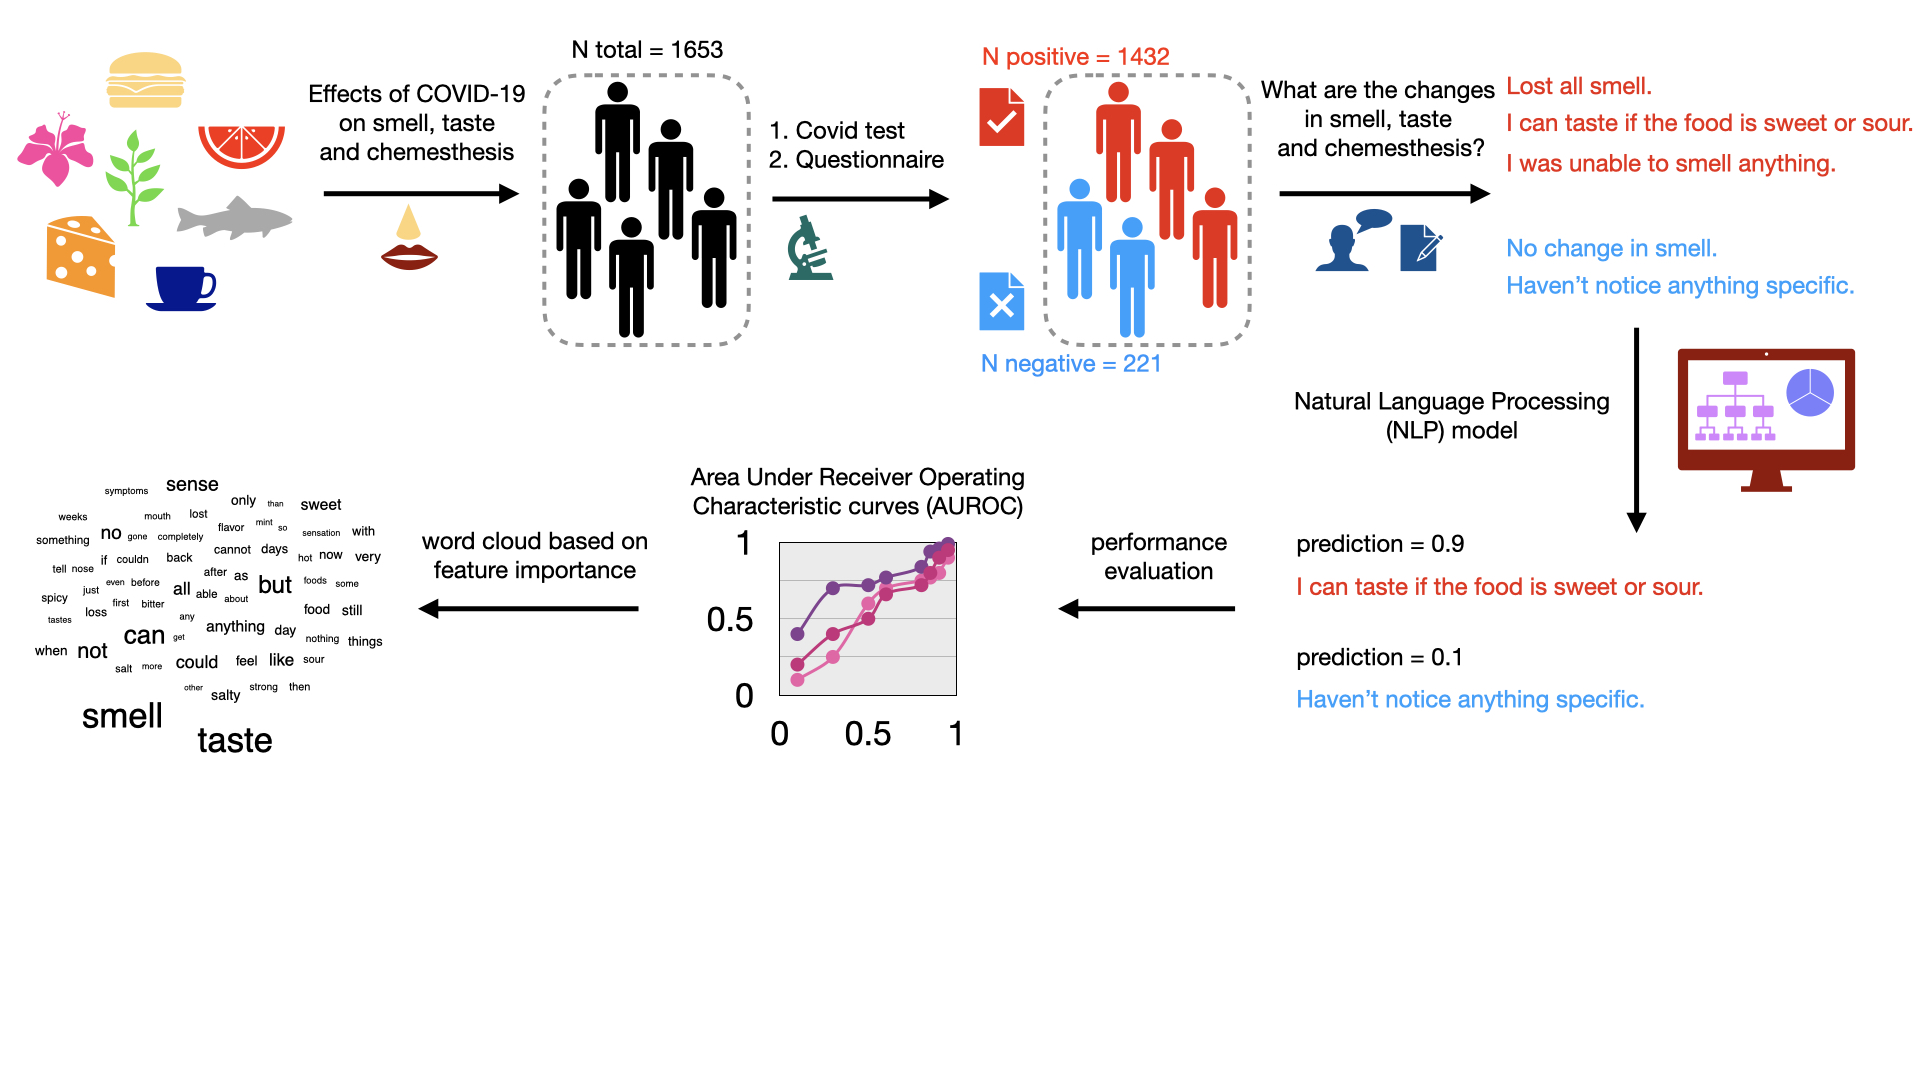 N total = 1653
Effects of COVID-19
on smell, taste
and chemesthesis
1. Covid test
2. Questionnaire
N positive = 1432
N negative = 221
What are the changes
in smell, taste
and chemesthesis?
Lost all smell.
I can taste if the food is sweet or sour.
I was unable to smell anything.
No change in smell.
Haven't notice anything specific.
Natural Language Processing
(NLP) model
prediction = 0.9
I can taste if the food is sweet or sour.
prediction = 0.1
Haven't notice anything specific.
performance
evaluation
Area Under Receiver Operating
Characteristic curves (AUROC)
1
0.5
0
0 0.5 1
word cloud based on
feature importance
symptoms sense
only than sweet
weeks mouth lost
flavor mint so
something no gone completely sensation with
if couldn back cannot days hot now very
tell nose
just even before after as
all able about but foods some
spicy first bitter
tastes loss any food still
can get anything day nothing things
when not
salt more could feel like sour
other salty strong then
smell
taste